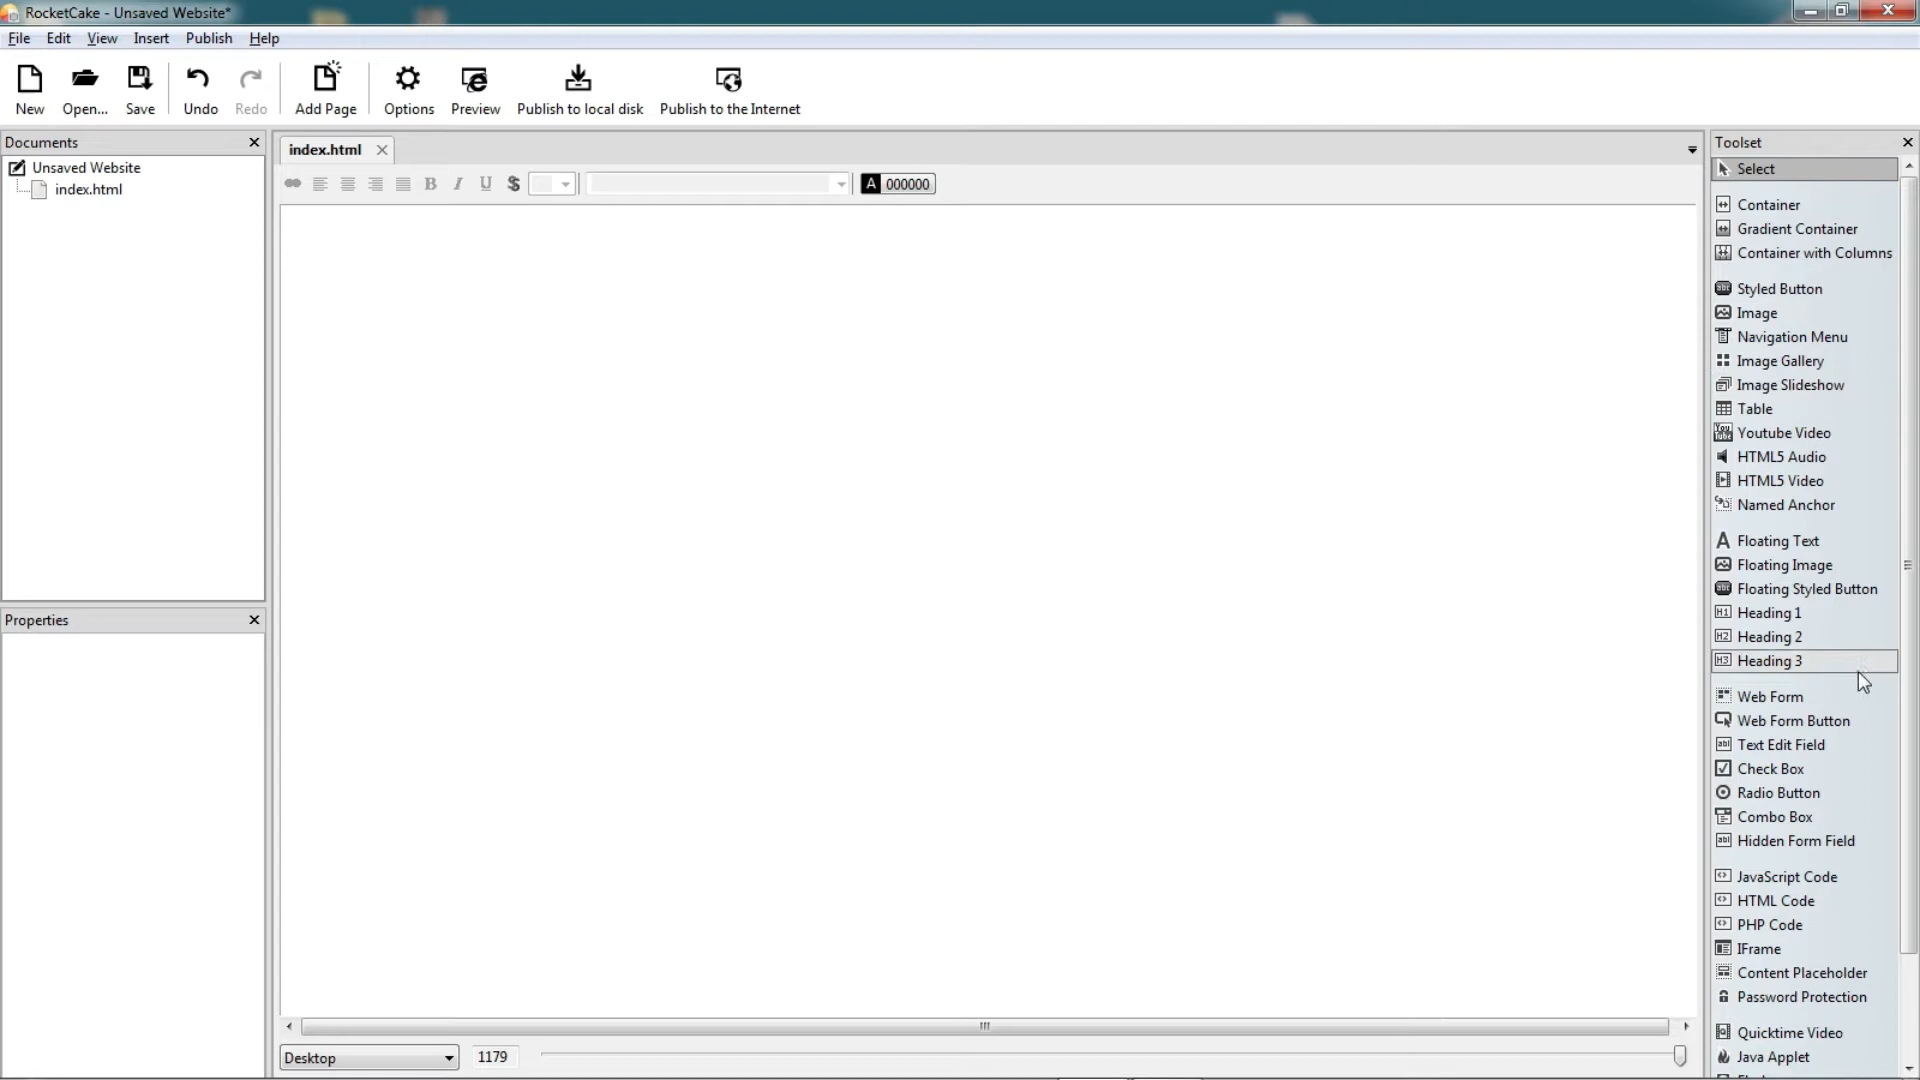 RocketCake - Unsaved Website*
File Edit View Insert Publish Help
New Open... Save Undo Redo Add Page Options Preview Publish to local disk Publish to the Internet
Documents
Unsaved Website
index.html
Properties
index.html
B I U $ A 000000
Desktop 1179
Toolset
Select
Container
Gradient Container
Container with Columns
Styled Button
Image
Navigation Menu
Image Gallery
Image Slideshow
Table
Youtube Video
HTML5 Audio
HTML5 Video
Named Anchor
A Floating Text
Floating Image
Floating Styled Button
H1 Heading 1
H2 Heading 2
H3 Heading 3
Web Form
Web Form Button
Text Edit Field
Check Box
Radio Button
Combo Box
Hidden Form Field
JavaScript Code
HTML Code
PHP Code
IFrame
Content Placeholder
Password Protection
Quicktime Video
Java Applet